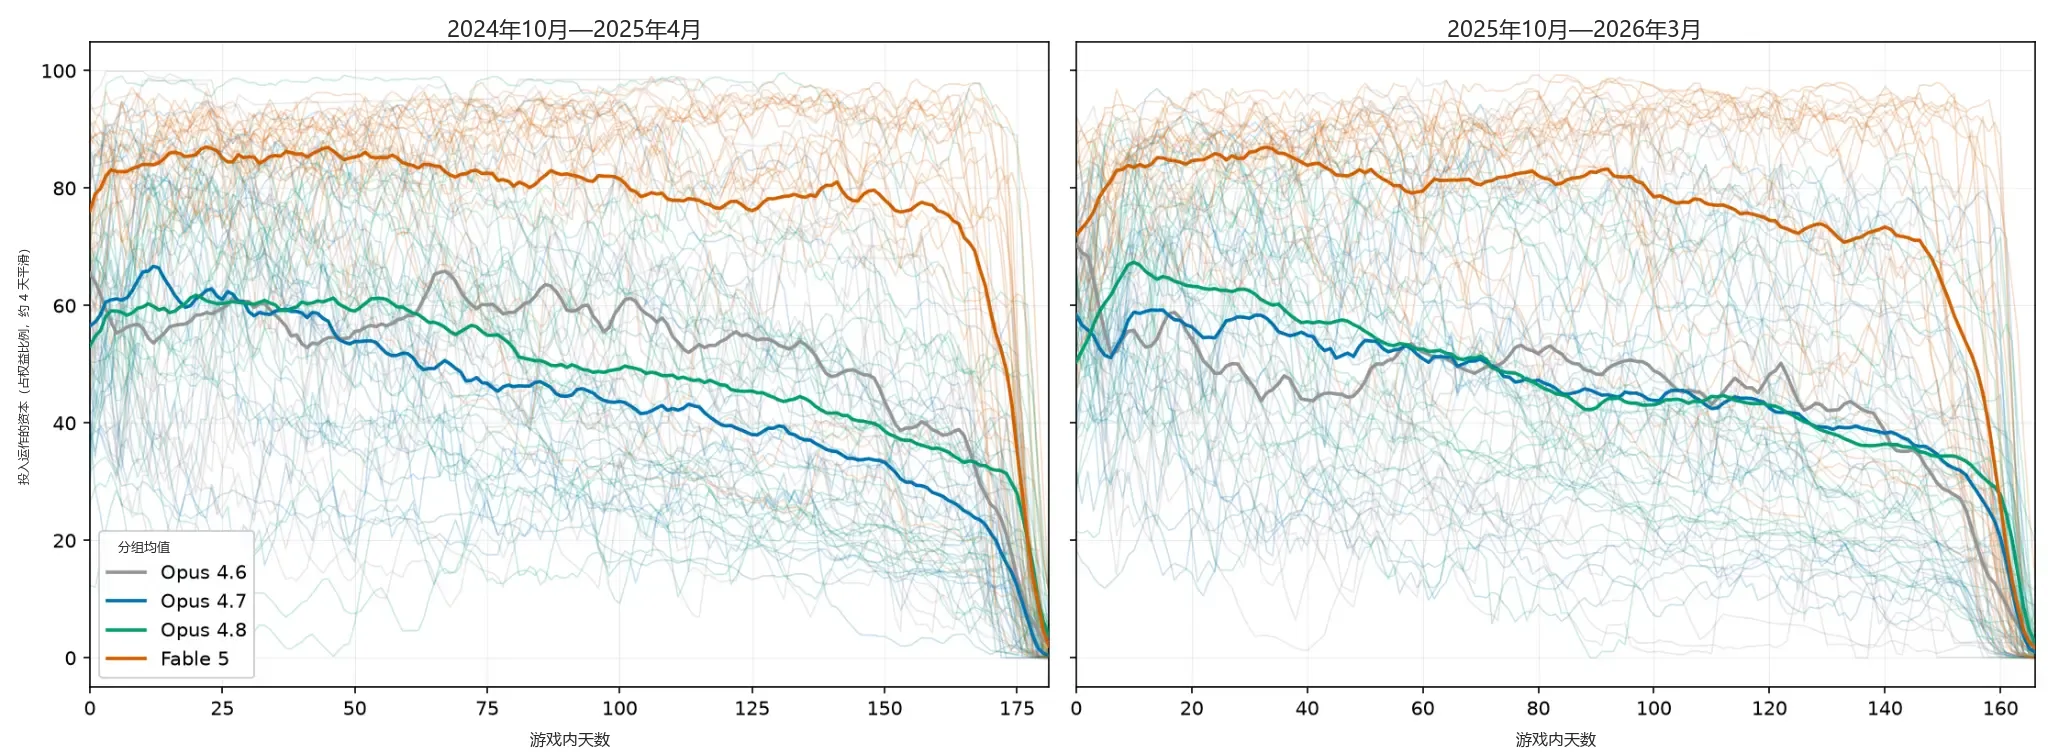 2024年10月—2025年4月
2025年10月—2026年3月
投入运作的资本（占权益比例，约 4 天平滑）
100
80
60
40
20
0
分组均值
Opus 4.6
Opus 4.7
Opus 4.8
Fable 5
0 25 50 75 100 125 150 175
0 20 40 60 80 100 120 140 160
游戏内天数
游戏内天数